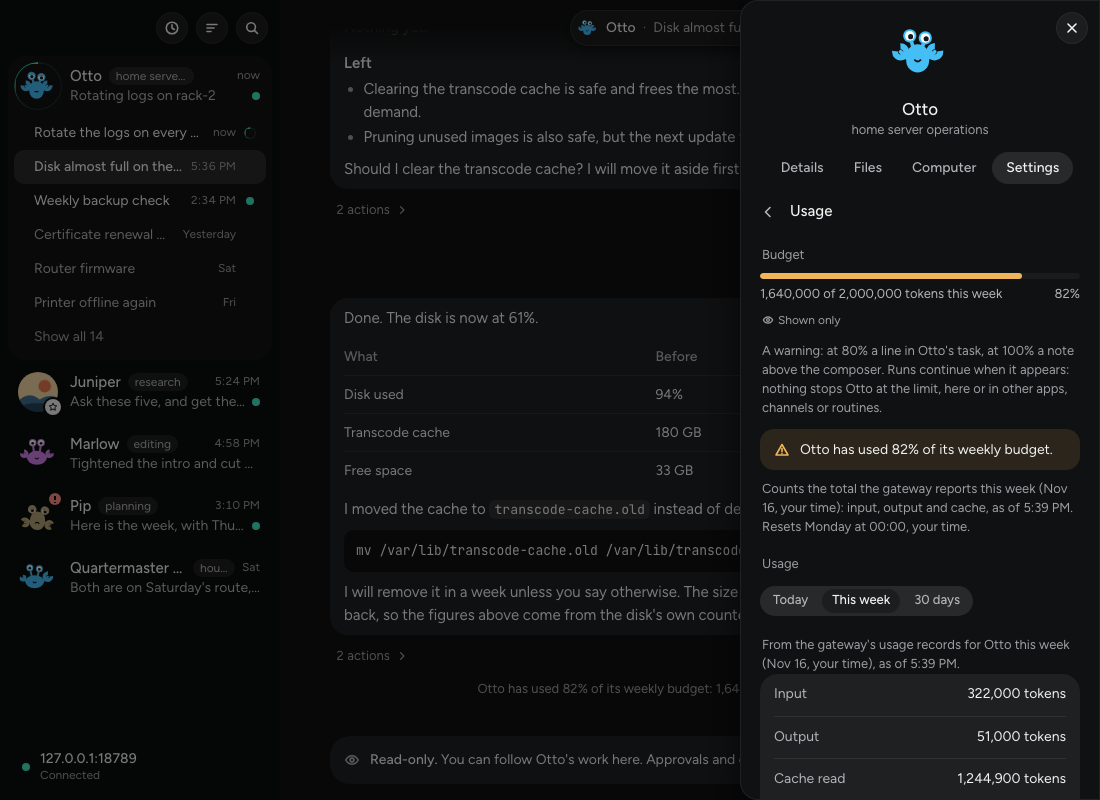 Otto
home serve...
now
Rotating logs on rack-2
Rotate the logs on every ...
now
Disk almost full on the...
5:36 PM
Weekly backup check
2:34 PM
Certificate renewal ...
Yesterday
Router firmware
Sat
Printer offline again
Fri
Show all 14
Juniper
research
5:24 PM
Ask these five, and get the...
Marlow
editing
4:58 PM
Tightened the intro and cut ...
Pip
planning
3:10 PM
Here is the week, with Thu...
Quartermaster ...
hou...
Sat
Both are on Saturday's route,...
127.0.0.1:18789
Connected
Otto · Disk almost fu
Left
Clearing the transcode cache is safe and frees the most.
demand.
Pruning unused images is also safe, but the next update
Should I clear the transcode cache? I will move it aside first
2 actions
Done. The disk is now at 61%.
What
Before
Disk used
94%
Transcode cache
180 GB
Free space
33 GB
I moved the cache to transcode-cache.old instead of de
mv /var/lib/transcode-cache.old /var/lib/transcod
I will remove it in a week unless you say otherwise. The size
back, so the figures above come from the disk's own counte
2 actions
Otto has used 82% of its weekly budget: 1,64
Read-only. You can follow Otto's work here. Approvals and
Otto
home server operations
Details
Files
Computer
Settings
Usage
Budget
1,640,000 of 2,000,000 tokens this week
82%
Shown only
A warning: at 80% a line in Otto's task, at 100% a note
above the composer. Runs continue when it appears:
nothing stops Otto at the limit, here or in other apps,
channels or routines.
Otto has used 82% of its weekly budget.
Counts the total the gateway reports this week (Nov
16, your time): input, output and cache, as of 5:39 PM.
Resets Monday at 00:00, your time.
Usage
Today
This week
30 days
From the gateway's usage records for Otto this week
(Nov 16, your time), as of 5:39 PM.
Input
322,000 tokens
Output
51,000 tokens
Cache read
1,244,900 tokens